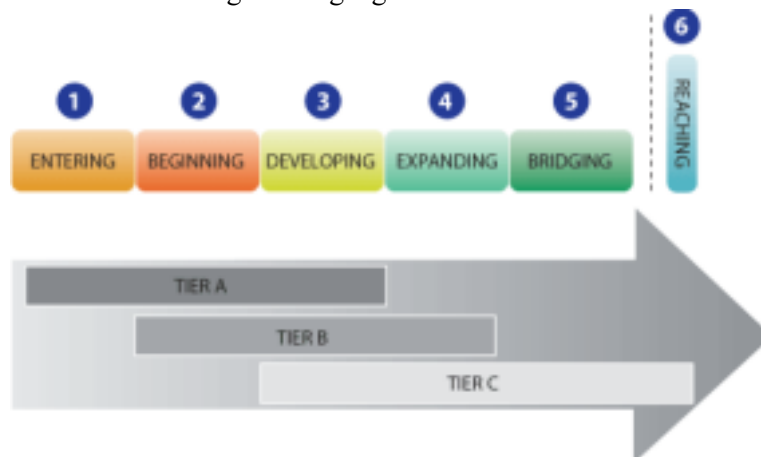 6
1 2 3 4 5
REACHING
ENTERING BEGINNING DEVELOPING EXPANDING BRIDGING
TIER A
TIER B
TIER C